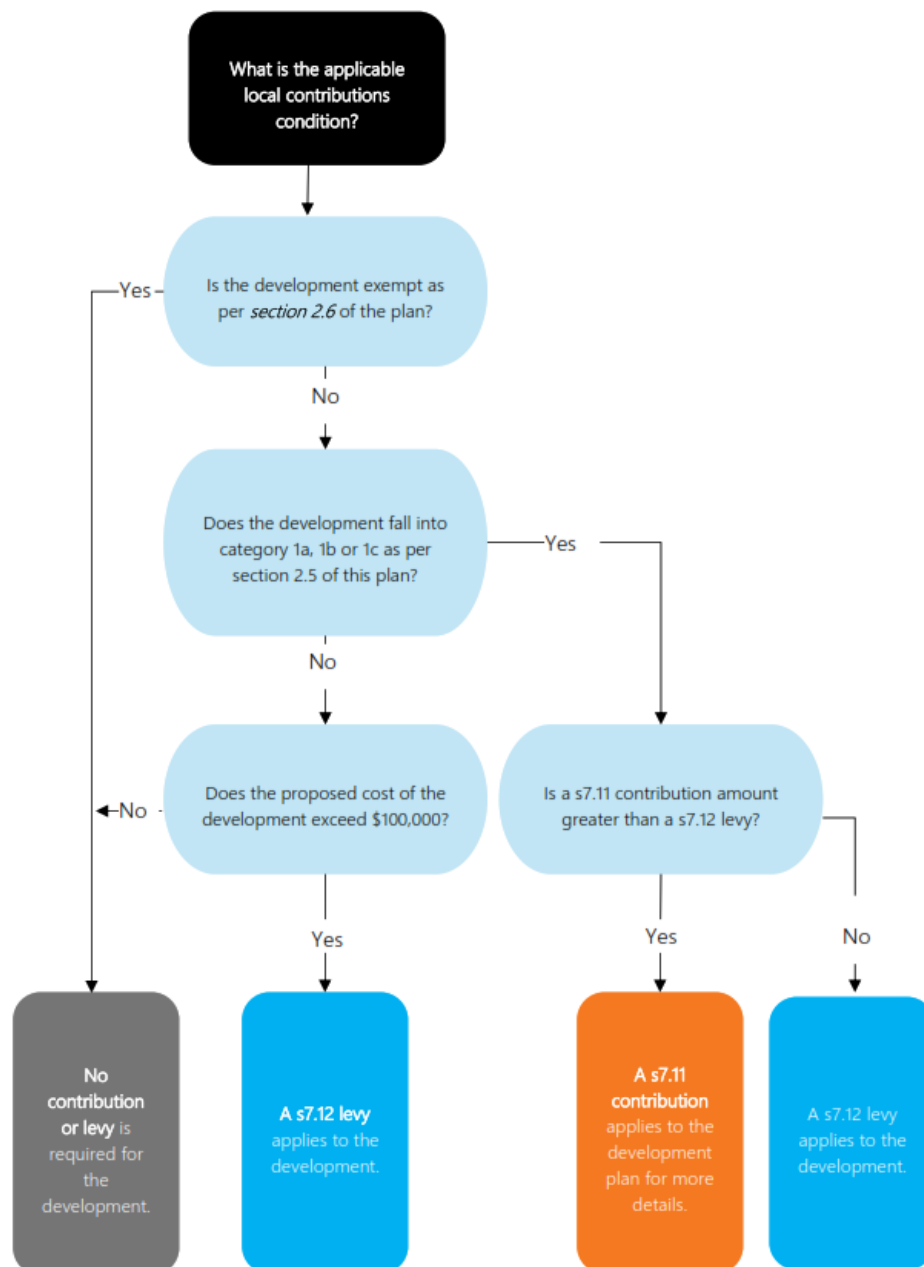 What is the applicable
local contributions
condition?
Yes
Is the development exempt as
per section 2.6 of the plan?
No
Does the development fall into
category 1a, 1b or 1c as per
section 2.5 of this plan?
Yes
No
No
Does the proposed cost of the
development exceed $100,000?
Is a s7.11 contribution amount
greater than a s7.12 levy?
Yes
Yes
No
No
contribution
or levy is
required for
the
development.
A s7.12 levy
applies to the
development.
A s7.11
contribution
applies to the
development
plan for more
details.
A s7.12 levy
applies to the
development.